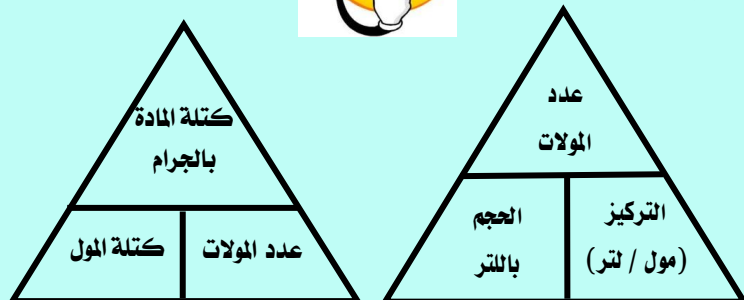 عدد
المولات
التركيز
(مول / لتر)
الحجم
باللتر
كتلة المادة
بالجرام
عدد المولات
كتلة المول